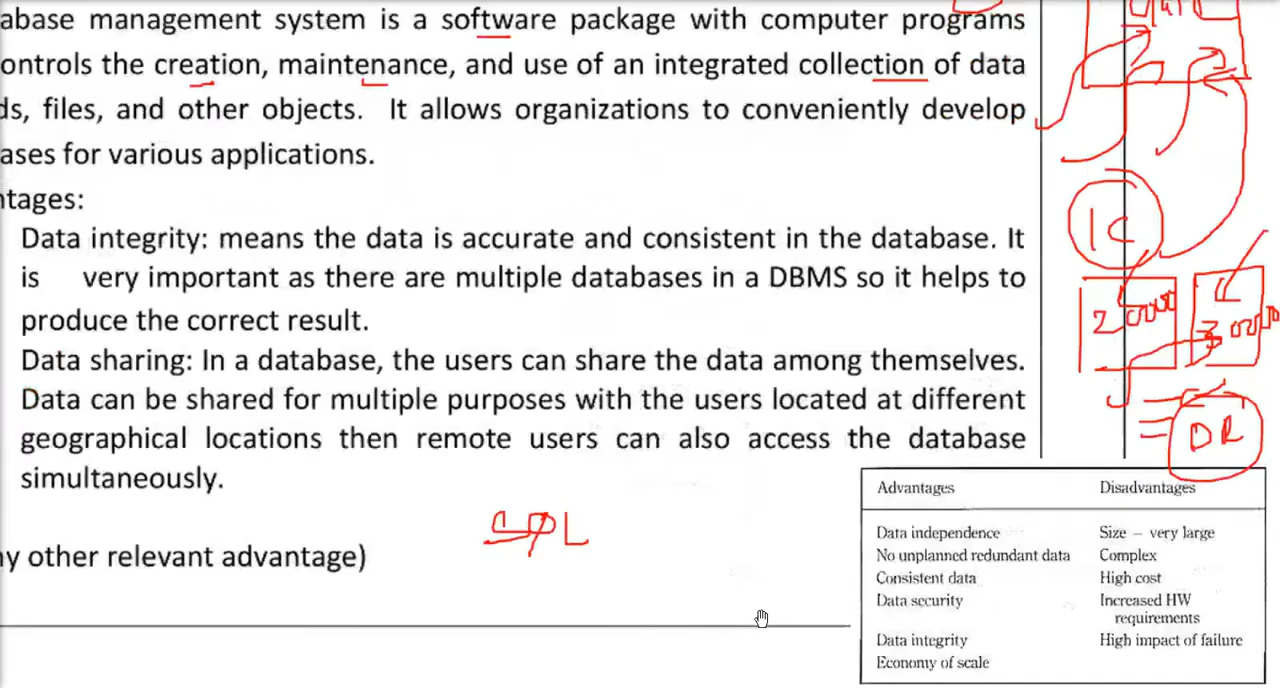 abase management system is a software package with computer programs
ontrols the creation, maintenance, and use of an integrated collection of data
ds, files, and other objects. It allows organizations to conveniently develop
ases for various applications.
ntages:
Data integrity: means the data is accurate and consistent in the database. It
is very important as there are multiple databases in a DBMS so it helps to
produce the correct result.
Data sharing: In a database, the users can share the data among themselves.
Data can be shared for multiple purposes with the users located at different
geographical locations then remote users can also access the database
simultaneously.
ny other relevant advantage)
IC
DR
Advantages Disadvantages
Data independence Size – very large
No unplanned redundant data Complex
Consistent data High cost
Data security Increased HW
requirements
Data integrity High impact of failure
Economy of scale